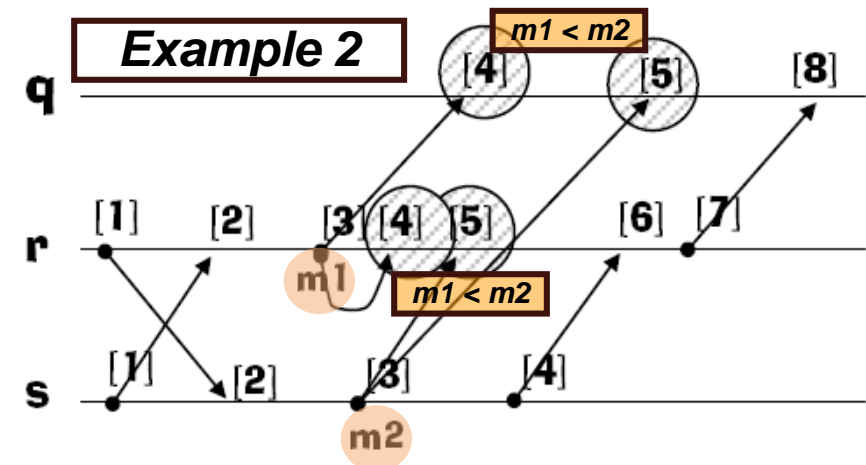 Example 2
m1 < m2
q [4] [5] [8]
r [1] [2] [3] [4] [5] [6] [7]
m1
m1 < m2
s [1] [2] [3] [4]
m2